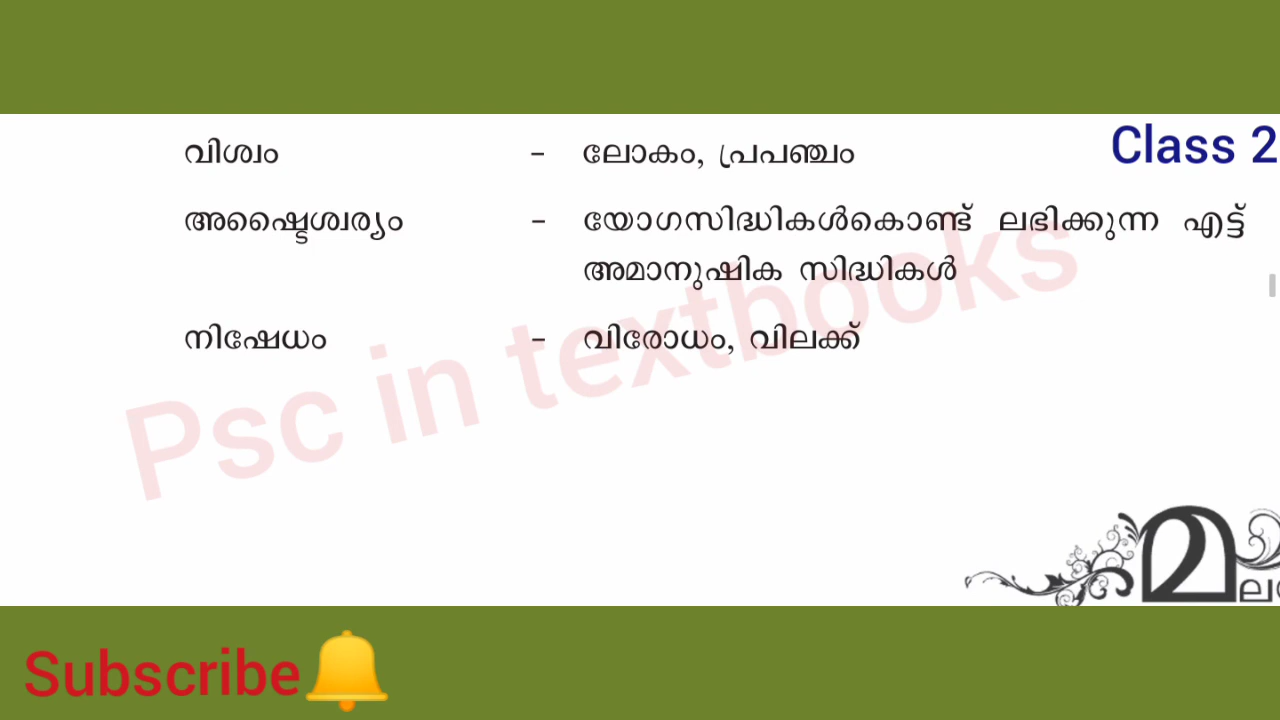 വിശ്വം - ലോകം, പ്രപഞ്ചം
Class 2
അഷ്ടൈശ്വര്യം - യോഗസിദ്ധികൾകൊണ്ട് ലഭിക്കുന്ന എട്ട്
അമാനുഷിക സിദ്ധികൾ
നിഷേധം - വിരോധം, വിലക്ക്
Psc in textbooks
Subscribe